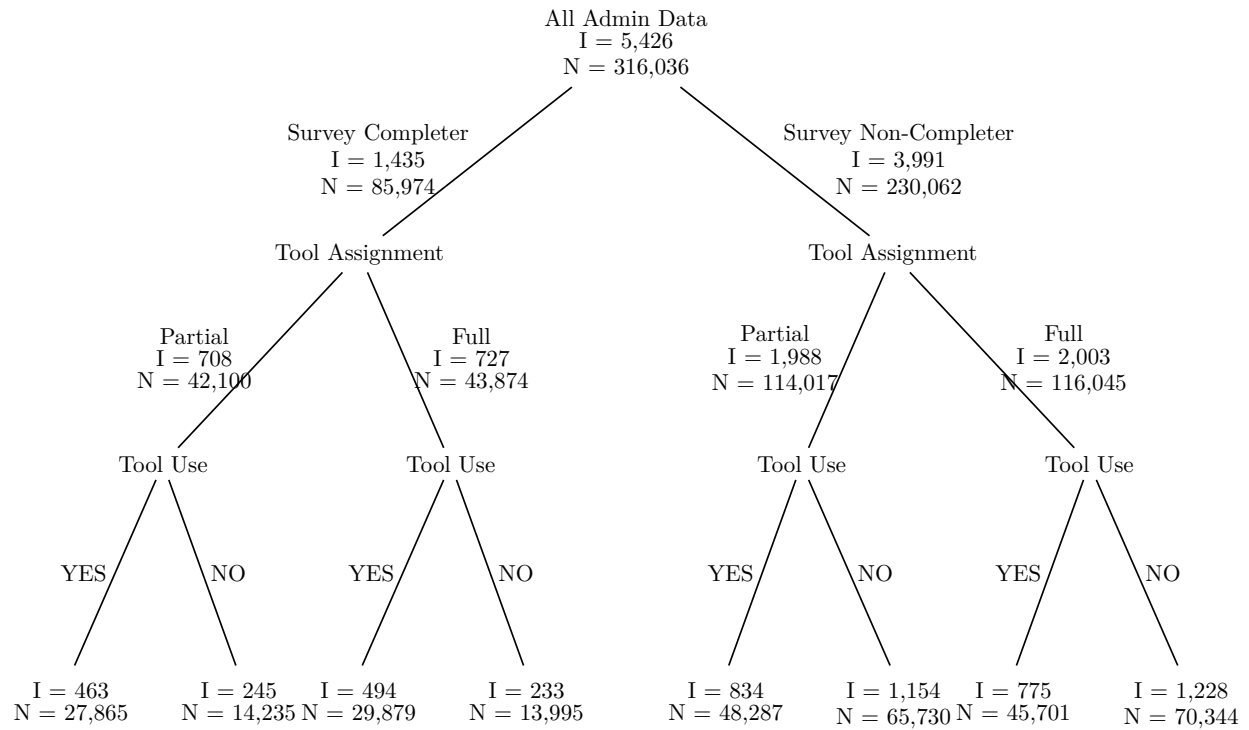 All Admin Data
I = 5,426
N = 316,036
Survey Completer
I = 1,435
N = 85,974
Survey Non-Completer
I = 3,991
N = 230,062
Tool Assignment
Tool Assignment
Partial
I = 708
N = 42,100
Full
I = 727
N = 43,874
Partial
I = 1,988
N = 114,017
Full
I = 2,003
N = 116,045
Tool Use
Tool Use
Tool Use
Tool Use
YES
NO
YES
NO
YES
NO
YES
NO
I = 463
N = 27,865
I = 245
N = 14,235
I = 494
N = 29,879
I = 233
N = 13,995
I = 834
N = 48,287
I = 1,154
N = 65,730
I = 775
N = 45,701
I = 1,228
N = 70,344